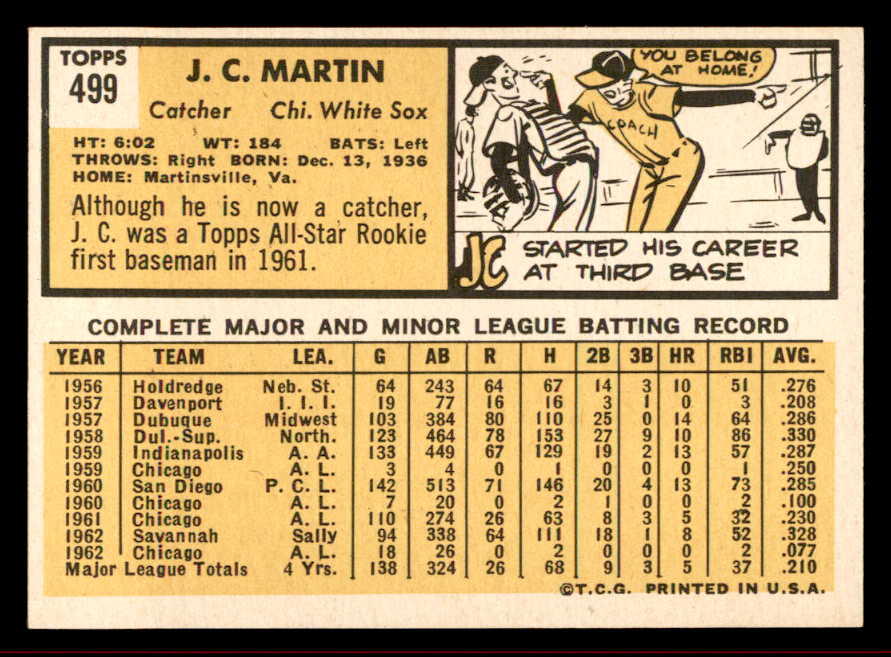 TOPPS
499
J. C. MARTIN
Catcher Chi. White Sox
HT: 6:02 WT: 184 BATS: Left
THROWS: Right BORN: Dec. 13, 1936
HOME: Martinsville, Va.
Although he is now a catcher,
J. C. was a Topps All-Star Rookie
first baseman in 1961.
YOU BELONG
AT HOME!
COACH
JC STARTED HIS CAREER
AT THIRD BASE
COMPLETE MAJOR AND MINOR LEAGUE BATTING RECORD
YEAR TEAM LEA. G AB R H 2B 3B HR RBI AVG.
1956 Holdredge Neb. St. 64 243 64 67 14 3 10 51 .276
1957 Davenport I. I. I. 19 77 16 16 3 1 0 3 .208
1957 Dubuque Midwest 103 384 80 110 25 0 14 64 .286
1958 Dul.-Sup. North. 123 464 78 153 27 9 10 86 .330
1959 Indianapolis A. A. 133 449 67 129 19 2 13 57 .287
1959 Chicago A. L. 3 4 0 1 0 0 0 1 .250
1960 San Diego P. C. L. 142 513 71 146 20 4 13 73 .285
1960 Chicago A. L. 7 20 0 2 1 0 0 2 .100
1961 Chicago A. L. 110 274 26 63 8 3 5 32 .230
1962 Savannah Sally 94 338 64 111 18 1 8 52 .328
1962 Chicago A. L. 18 26 0 2 0 0 0 2 .077
Major League Totals 4 Yrs. 138 324 26 68 9 3 5 37 .210
©T.C.G. PRINTED IN U.S.A.